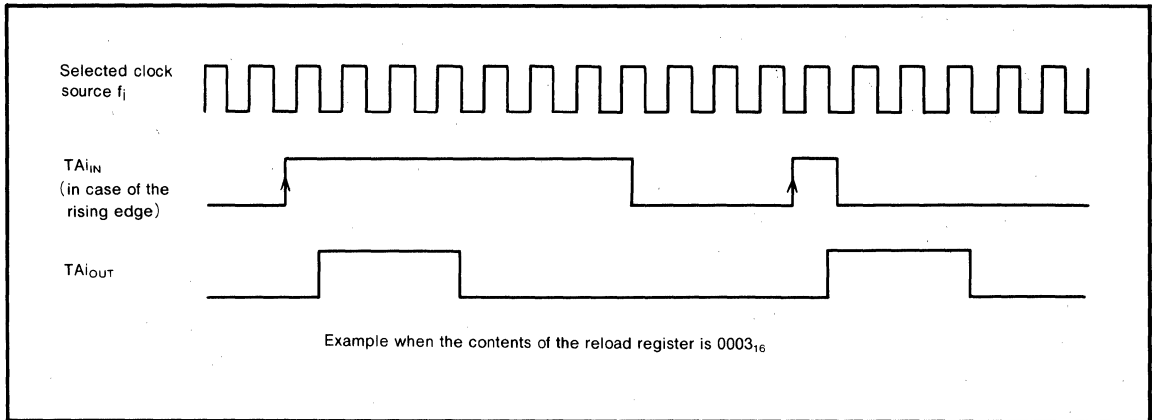 Selected clock
source fi
TAiIN
(in case of the
rising edge)
TAiOUT
Example when the contents of the reload register is 000316